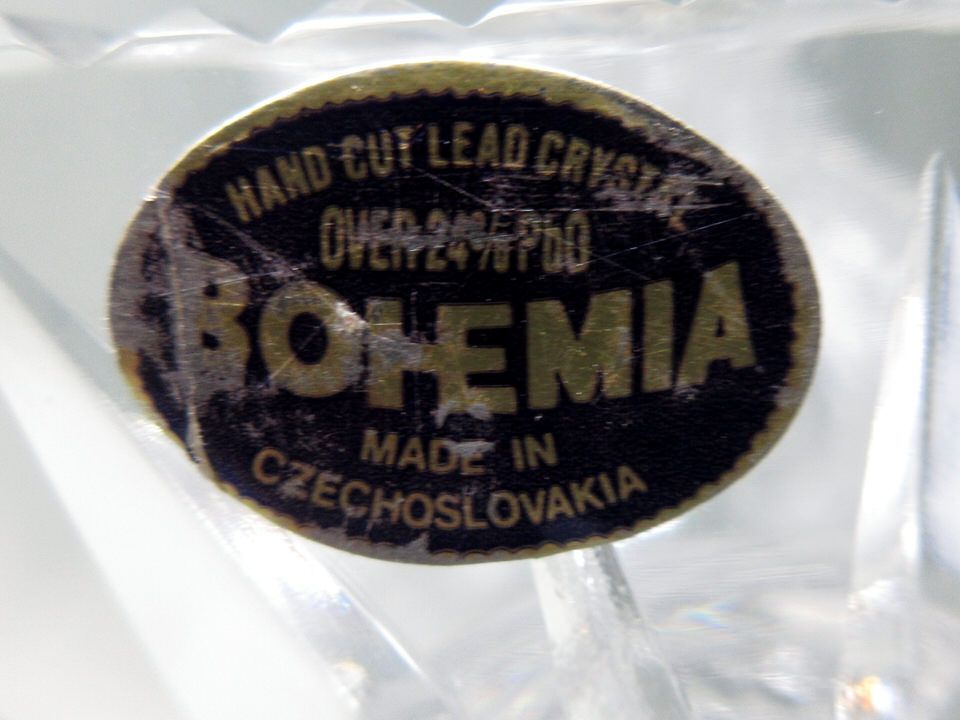 HAND CUT LEAD CRYSTAL
OVER 24% PbO
BOHEMIA
MADE IN
CZECHOSLOVAKIA